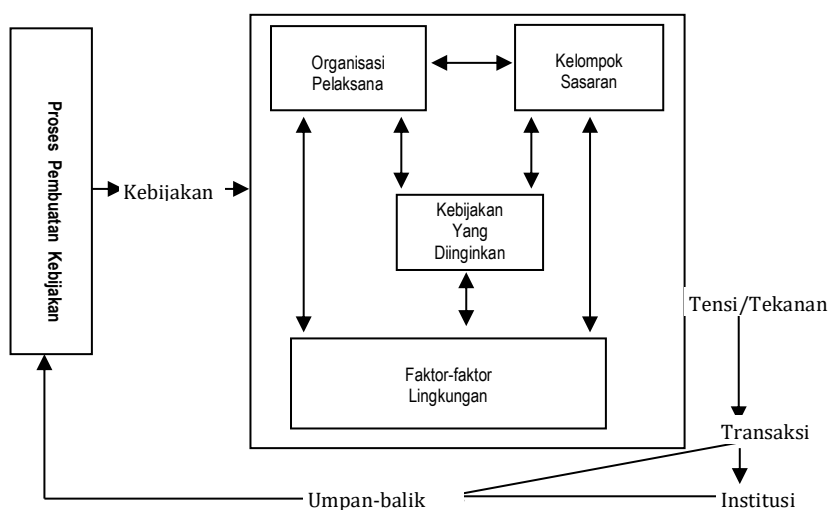 Proses Pembuatan Kebijakan
Kebijakan
Organisasi
Pelaksana
Kelompok
Sasaran
Kebijakan
Yang
Diinginkan
Faktor-faktor
Lingkungan
Tensi/Tekanan
Transaksi
Umpan-balik
Institusi